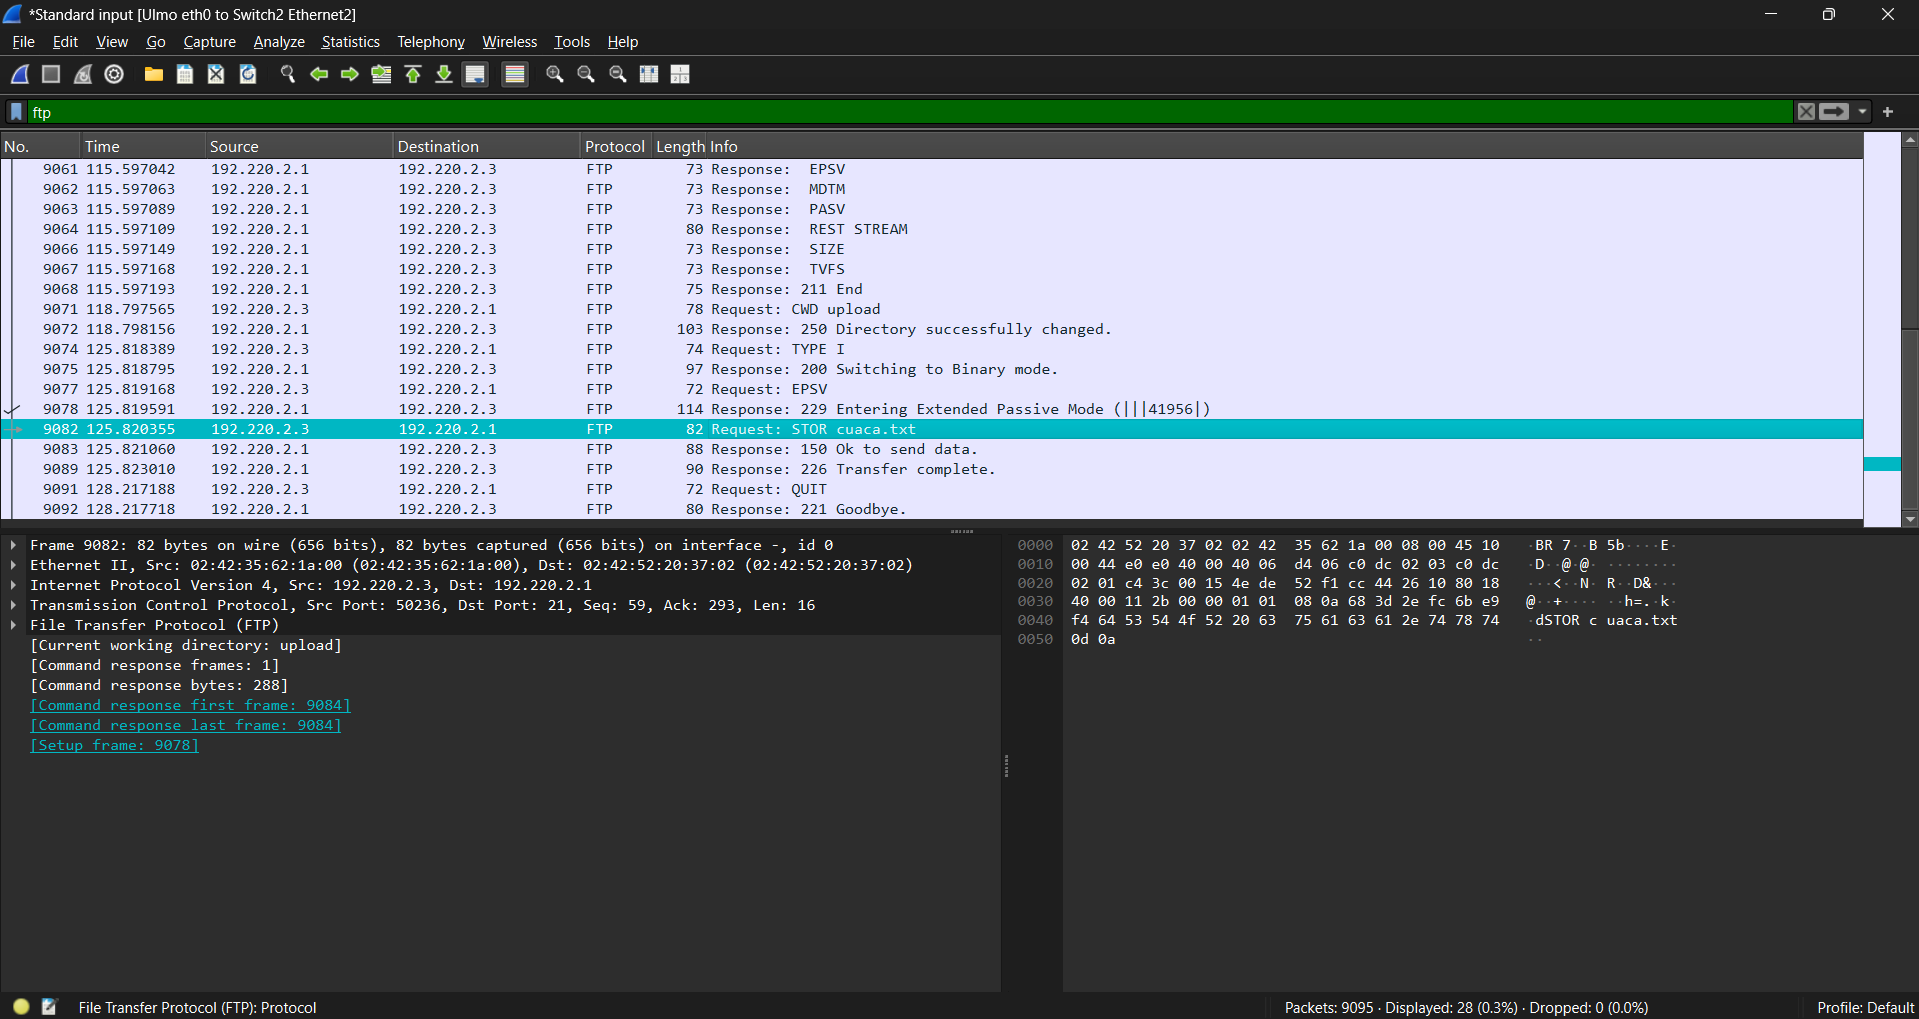 *Standard input [Ulmo eth0 to Switch2 Ethernet2]
File Edit View Go Capture Analyze Statistics Telephony Wireless Tools Help
ftp
No. Time Source Destination Protocol Length Info
9061 115.597042 192.220.2.1 192.220.2.3 FTP 73 Response: EPSV
9062 115.597063 192.220.2.1 192.220.2.3 FTP 73 Response: MDTM
9063 115.597089 192.220.2.1 192.220.2.3 FTP 73 Response: PASV
9064 115.597109 192.220.2.1 192.220.2.3 FTP 80 Response: REST STREAM
9066 115.597149 192.220.2.1 192.220.2.3 FTP 73 Response: SIZE
9067 115.597168 192.220.2.1 192.220.2.3 FTP 73 Response: TVFS
9068 115.597193 192.220.2.1 192.220.2.3 FTP 75 Response: 211 End
9071 118.797565 192.220.2.3 192.220.2.1 FTP 78 Request: CWD upload
9072 118.798156 192.220.2.1 192.220.2.3 FTP 103 Response: 250 Directory successfully changed.
9074 125.818389 192.220.2.3 192.220.2.1 FTP 74 Request: TYPE I
9075 125.818795 192.220.2.1 192.220.2.3 FTP 97 Response: 200 Switching to Binary mode.
9077 125.819168 192.220.2.3 192.220.2.1 FTP 72 Request: EPSV
9078 125.819591 192.220.2.1 192.220.2.3 FTP 114 Response: 229 Entering Extended Passive Mode (|||41956|)
9082 125.820355 192.220.2.3 192.220.2.1 FTP 82 Request: STOR cuaca.txt
9083 125.821060 192.220.2.1 192.220.2.3 FTP 88 Response: 150 Ok to send data.
9089 125.823010 192.220.2.1 192.220.2.3 FTP 90 Response: 226 Transfer complete.
9091 128.217188 192.220.2.3 192.220.2.1 FTP 72 Request: QUIT
9092 128.217718 192.220.2.1 192.220.2.3 FTP 80 Response: 221 Goodbye.
Frame 9082: 82 bytes on wire (656 bits), 82 bytes captured (656 bits) on interface -, id 0
Ethernet II, Src: 02:42:35:62:1a:00 (02:42:35:62:1a:00), Dst: 02:42:52:20:37:02 (02:42:52:20:37:02)
Internet Protocol Version 4, Src: 192.220.2.3, Dst: 192.220.2.1
Transmission Control Protocol, Src Port: 50236, Dst Port: 21, Seq: 59, Ack: 293, Len: 16
File Transfer Protocol (FTP)
[Current working directory: upload]
[Command response frames: 1]
[Command response bytes: 288]
[Command response first frame: 9084]
[Command response last frame: 9084]
[Setup frame: 9078]
0000 02 42 52 20 37 02 02 42 35 62 1a 00 08 00 45 10 ·BR 7··B 5b····E·
0010 00 44 e0 e0 40 00 40 06 d4 06 c0 dc 02 03 c0 dc ·D··@·@· ········
0020 02 01 c4 3c 00 15 4e de 52 f1 cc 44 26 10 80 18 ···<··N· R··D&···
0030 40 00 11 2b 00 00 01 01 08 0a 68 3d 2e fc 6b e9 @··+···· ··h=.·k·
0040 f4 64 53 54 4f 52 20 63 75 61 63 61 2e 74 78 74 ·dSTOR c uaca.txt
0050 0d 0a ··
File Transfer Protocol (FTP): Protocol
Packets: 9095 · Displayed: 28 (0.3%) · Dropped: 0 (0.0%)
Profile: Default